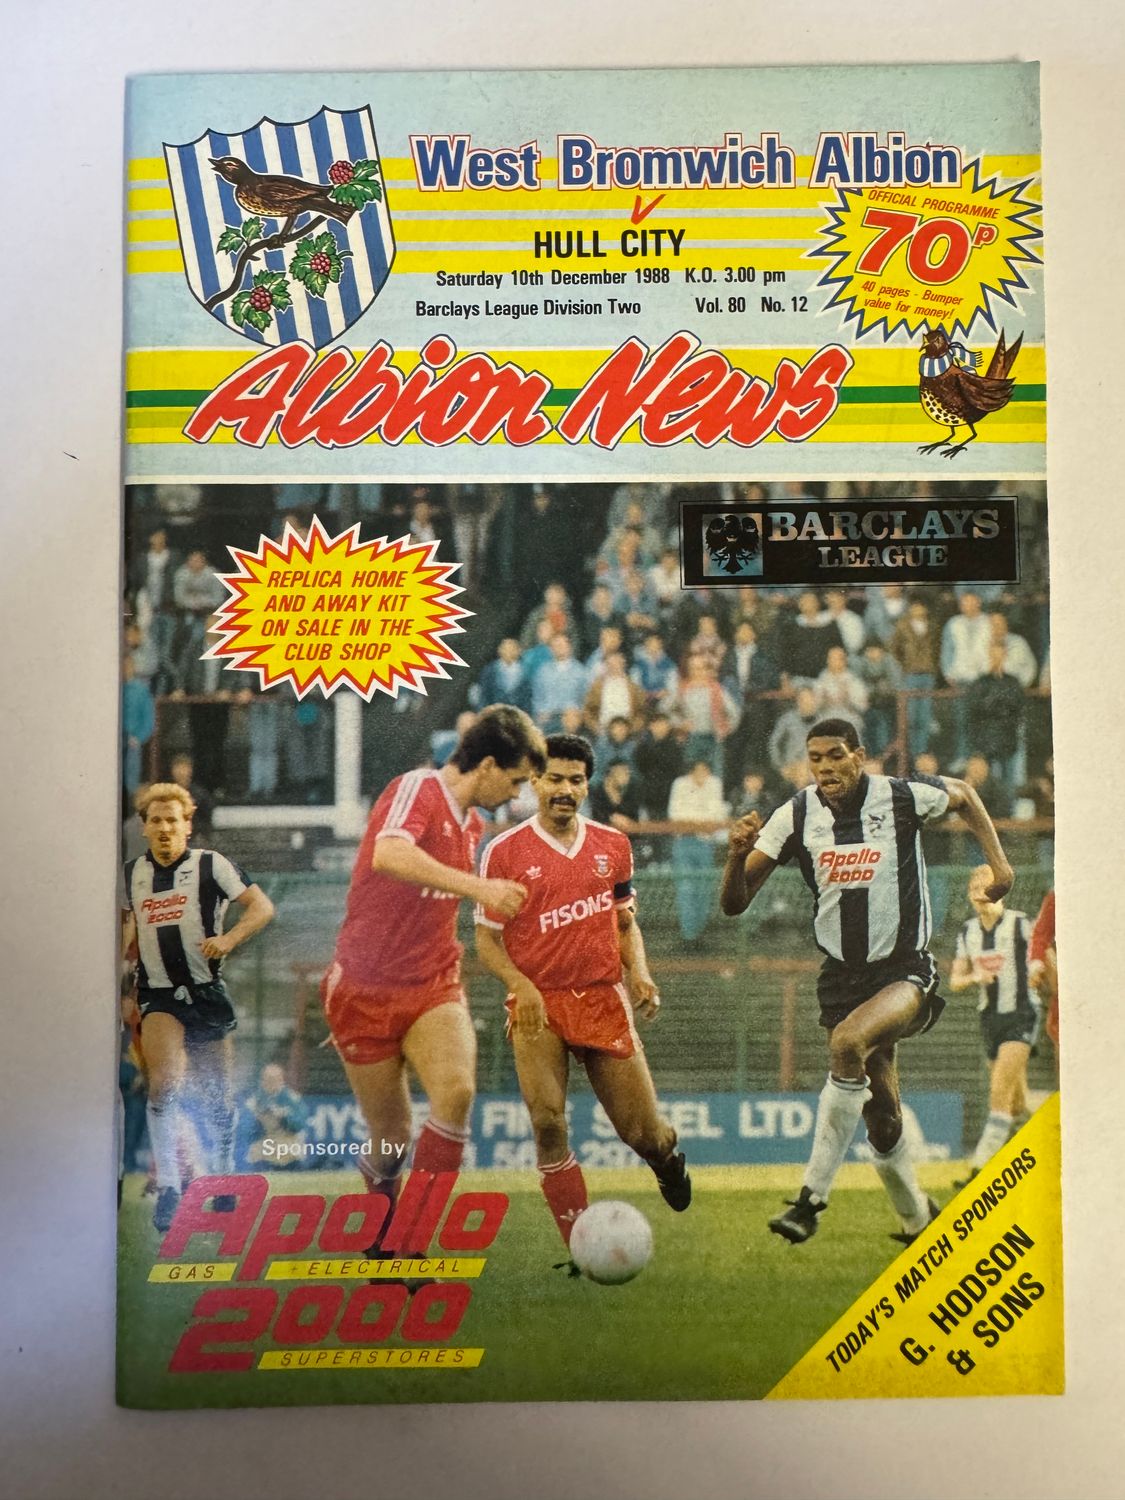 West Bromwich Albion
V
HULL CITY
Saturday 10th December 1988 K.O. 3.00 pm
Barclays League Division Two Vol. 80 No. 12
OFFICIAL PROGRAMME
70p
40 pages - Bumper
value for money!
Albion News
BARCLAYS
LEAGUE
REPLICA HOME
AND AWAY KIT
ON SALE IN THE
CLUB SHOP
Apollo
2000
FISONS
Apollo
2000
LTD
Sponsored by
Apollo
GAS ELECTRICAL
2000
SUPERSTORES
TODAY'S MATCH SPONSORS
G. HODSON
& SONS